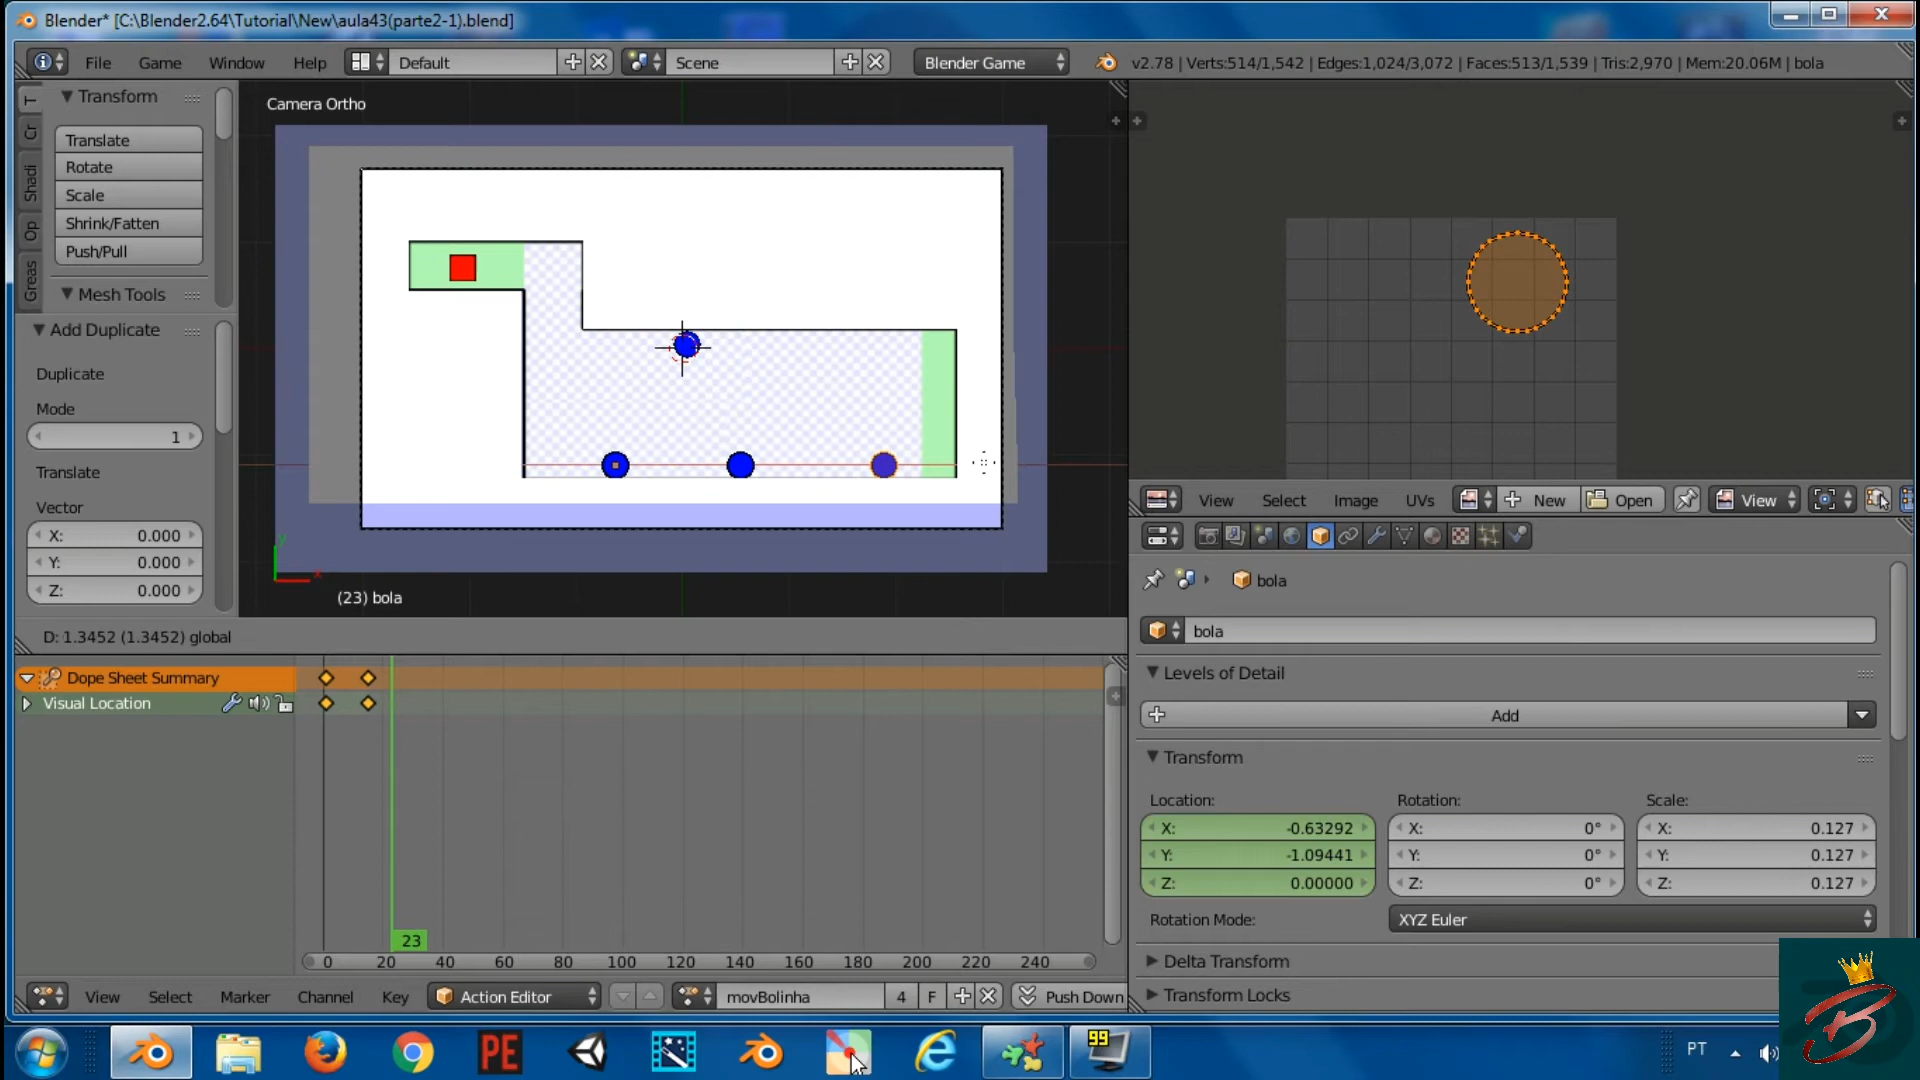 Blender* [C:\Blender2.64\Tutorial\New\aula43(parte2-1).blend]
File Game Window Help Default Scene Blender Game v2.78 | Verts:514/1,542 | Edges:1,024/3,072 | Faces:513/1,539 | Tris:2,970 | Mem:20.06M | bola
T
Cr
Shadi
Op
Greas
Transform
Translate
Rotate
Scale
Shrink/Fatten
Push/Pull
Mesh Tools
Add Duplicate
Duplicate
Mode
1
Translate
Vector
X: 0.000
Y: 0.000
Z: 0.000
Camera Ortho
y
x
(23) bola
D: 1.3452 (1.3452) global
Dope Sheet Summary
Visual Location
23
0 20 40 60 80 100 120 140 160 180 200 220 240
View Select Marker Channel Key Action Editor movBolinha 4 F Push Down
View Select Image UVs New Open View
bola
bola
Levels of Detail
Add
Transform
Location: Rotation: Scale:
X: -0.63292 X: 0° X: 0.127
Y: -1.09441 Y: 0° Y: 0.127
Z: 0.00000 Z: 0° Z: 0.127
Rotation Mode: XYZ Euler
Delta Transform
Transform Locks
PE
99
PT
B